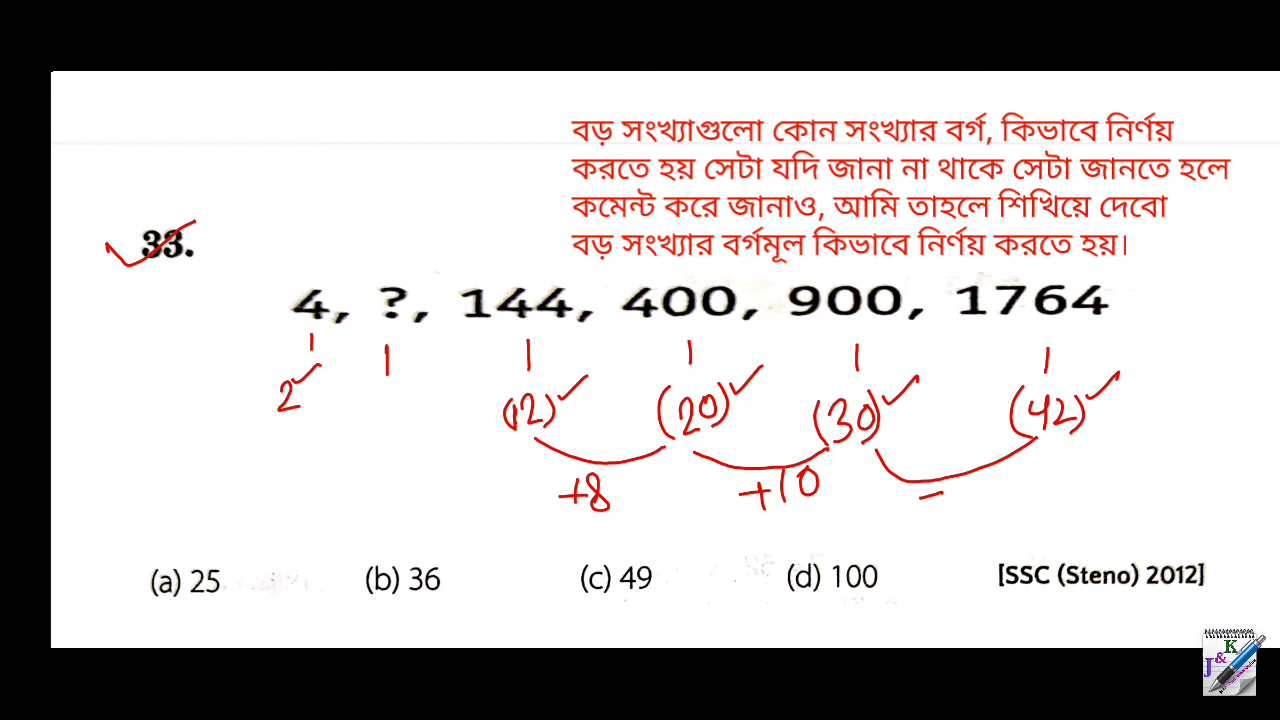 বড় সংখ্যাগুলো কোন সংখ্যার বর্গ, কিভাবে নির্ণয়
করতে হয় সেটা যদি জানা না থাকে সেটা জানতে হলে
কমেন্ট করে জানাও, আমি তাহলে শিখিয়ে দেবো
বড় সংখ্যার বর্গমূল কিভাবে নির্ণয় করতে হয়।
33.
4, ?, 144, 400, 900, 1764
2 (12) (20) (30) (42)
+8 +10 –
(a) 25 (b) 36 (c) 49 (d) 100 [SSC (Steno) 2012]
J&K